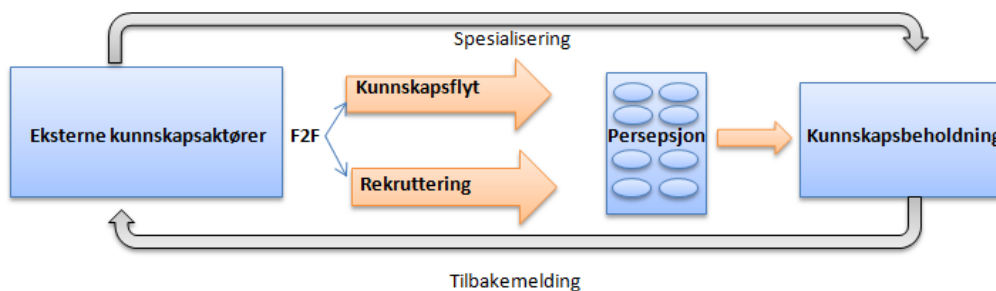 Spesialisering
Eksterne kunnskapsaktører
F2F
Kunnskapsflyt
Rekruttering
Persepsjon
Kunnskapsbeholdning
Tilbakemelding